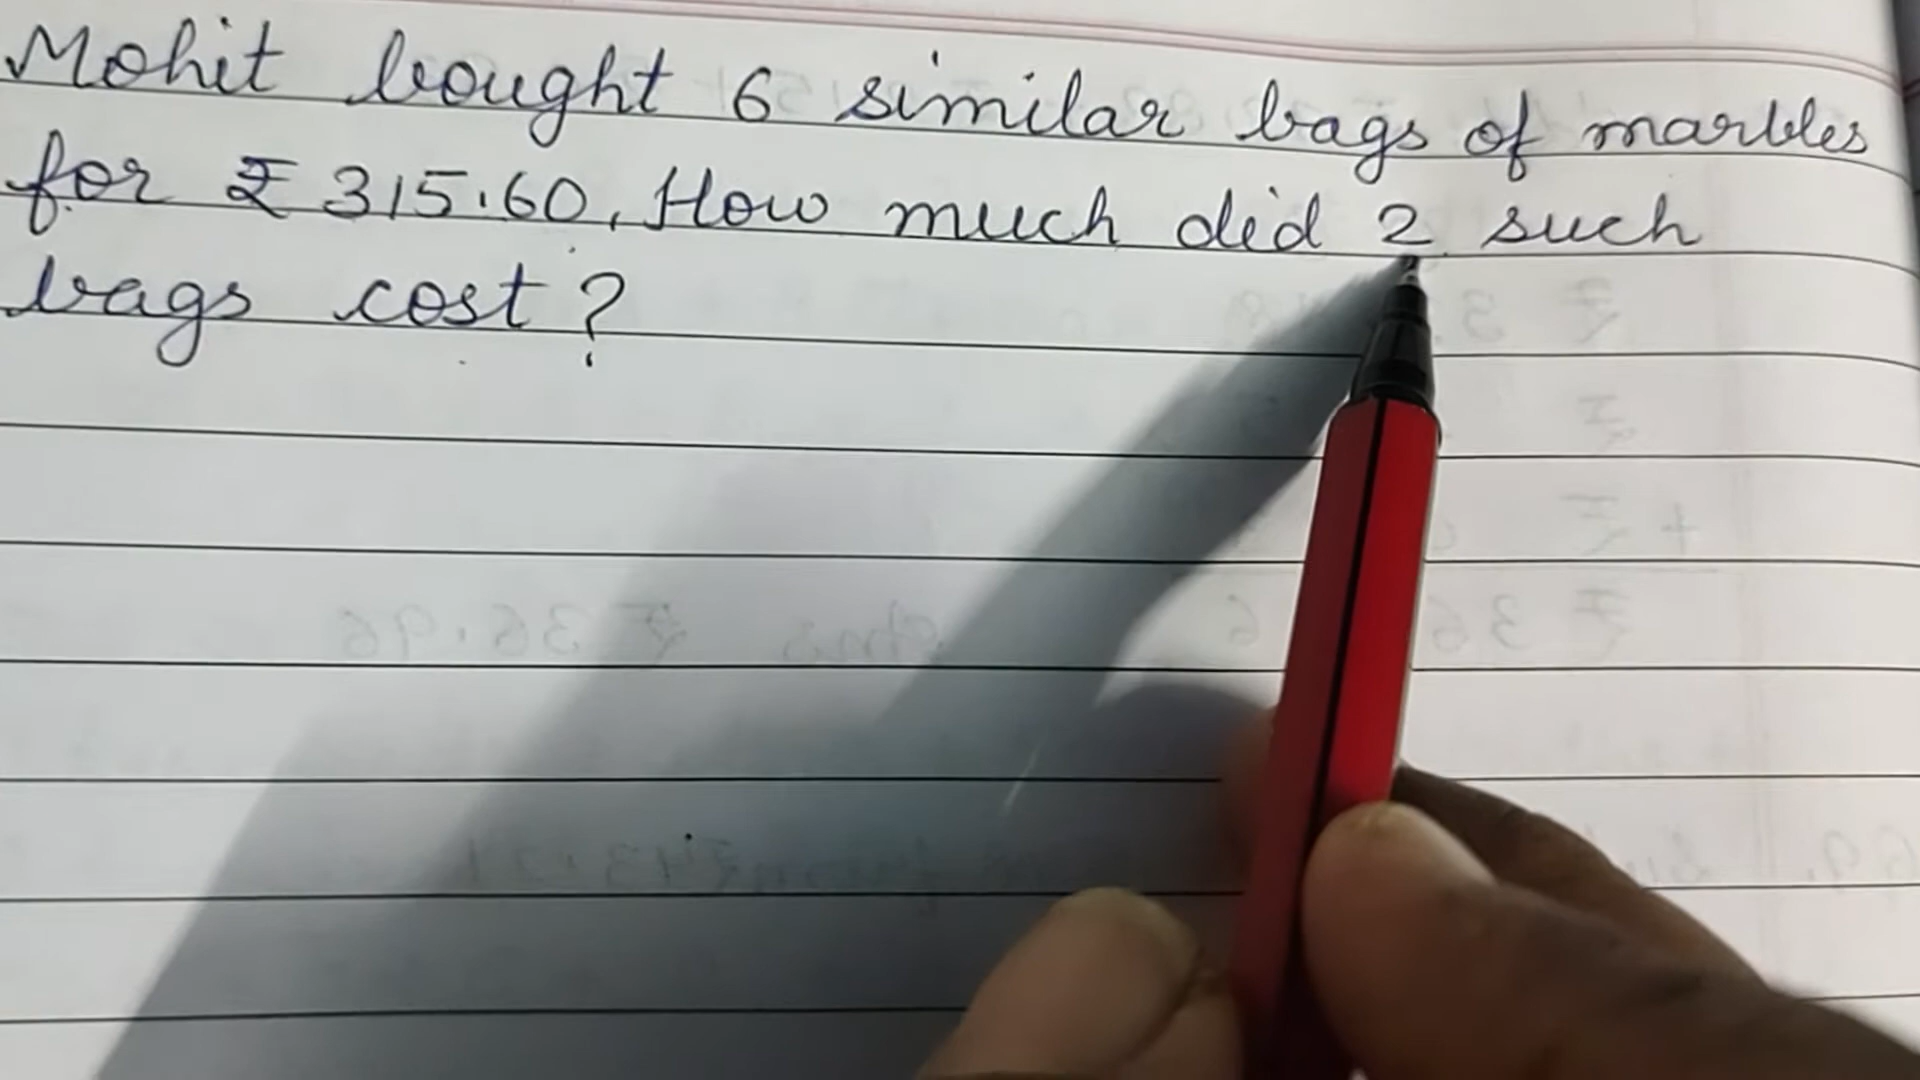 Mohit bought 6 similar bags of marbles
for ₹ 315.60. How much did 2 such
bags cost?